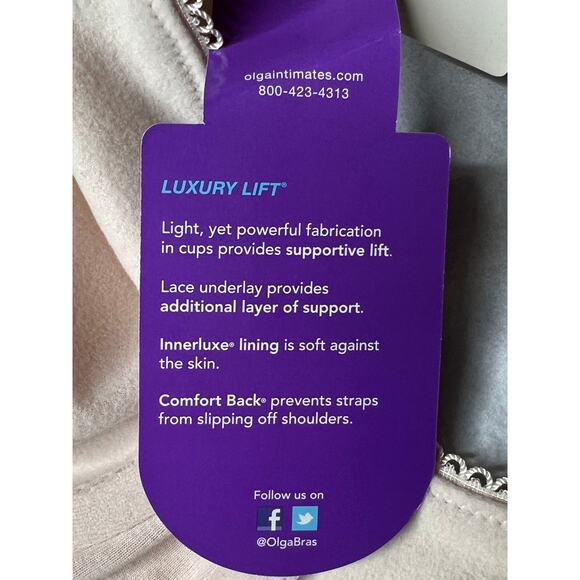 olgaintimates.com
800-423-4313
LUXURY LIFT®
Light, yet powerful fabrication
in cups provides supportive lift.
Lace underlay provides
additional layer of support.
Innerluxe® lining is soft against
the skin.
Comfort Back® prevents straps
from slipping off shoulders.
Follow us on
@OlgaBras